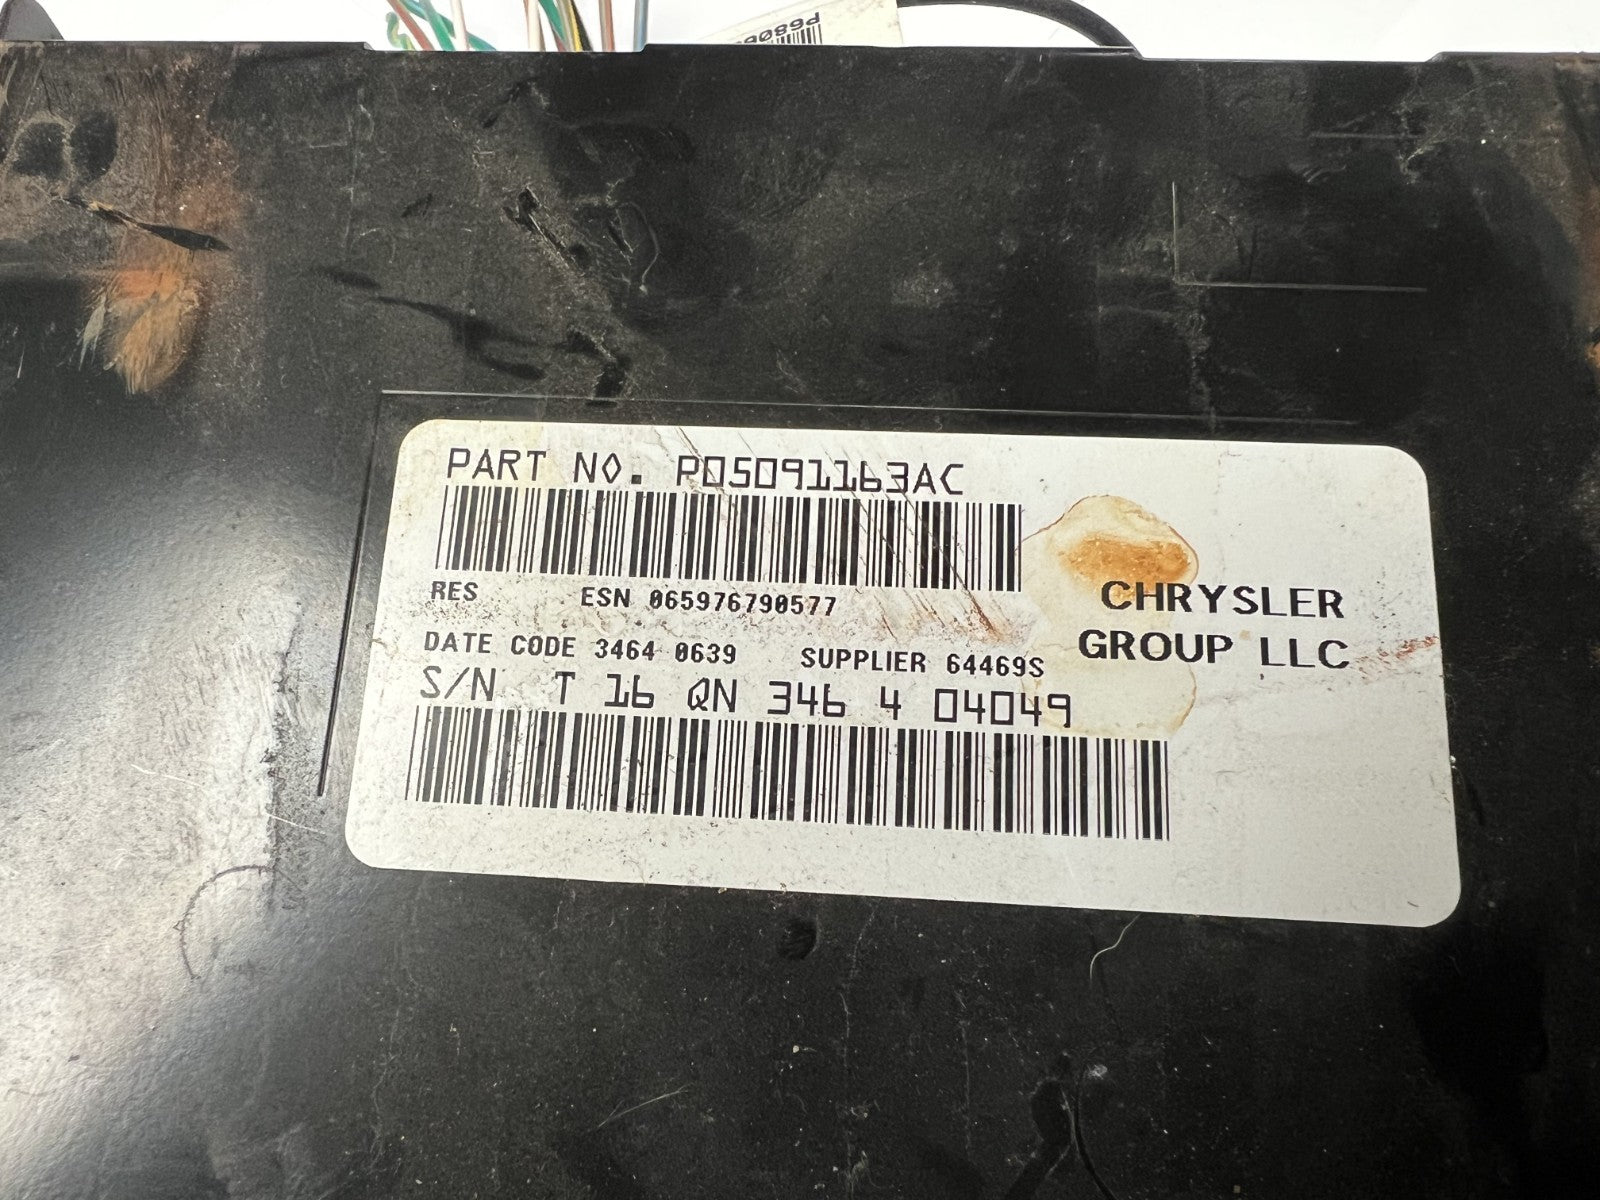 PART NO. P05091163AC
RES ESN 065976790577
DATE CODE 3464 0639 SUPPLIER 64469S
S/N T 16 QN 346 4 04049
CHRYSLER
GROUP LLC